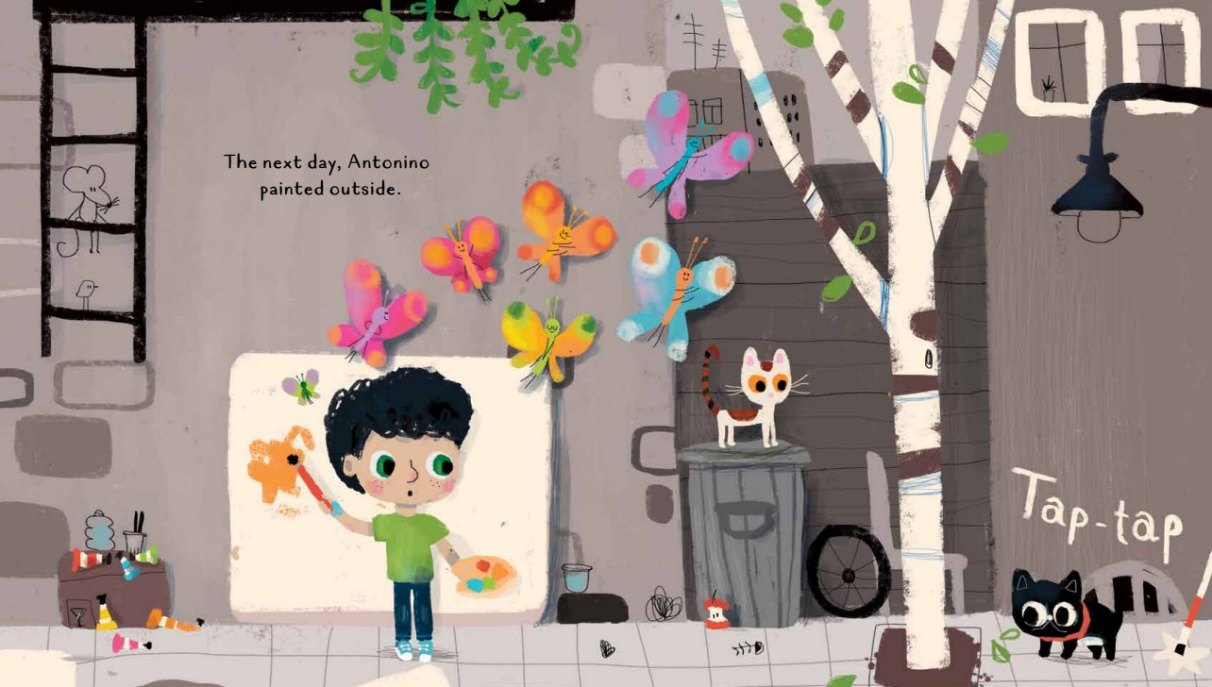 The next day, Antonino
painted outside.
Tap-tap